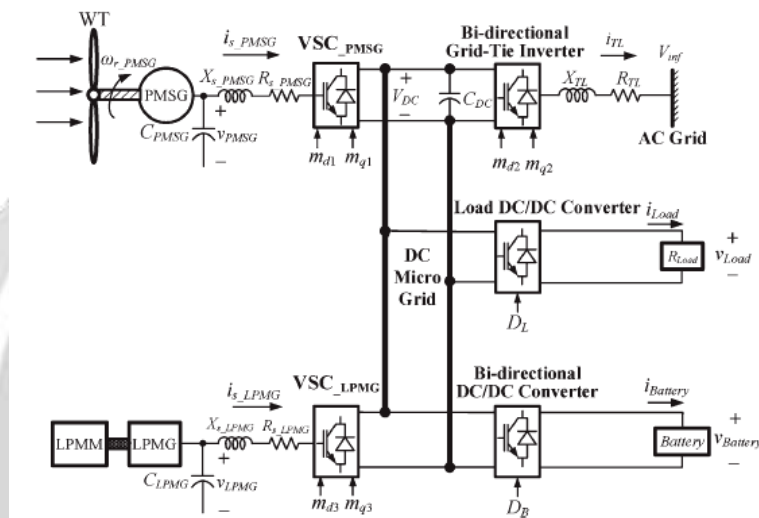 WT
ω_r_PMSG
PMSG
C_PMSG
v_PMSG
+
−
i_s_PMSG
X_s_PMSG
R_s_PMSG
VSC_PMSG
m_d1
m_q1
+
V_DC
−
C_DC
Bi-directional
Grid-Tie Inverter
m_d2
m_q2
i_TL
X_TL
R_TL
V_inf
AC Grid
DC
Micro
Grid
Load DC/DC Converter
i_Load
D_L
R_Load
+
v_Load
−
LPMM
LPMG
C_LPMG
+
v_LPMG
−
i_s_LPMG
X_s_LPMG
R_s_LPMG
VSC_LPMG
m_d3
m_q3
Bi-directional
DC/DC Converter
D_B
i_Battery
Battery
+
v_Battery
−